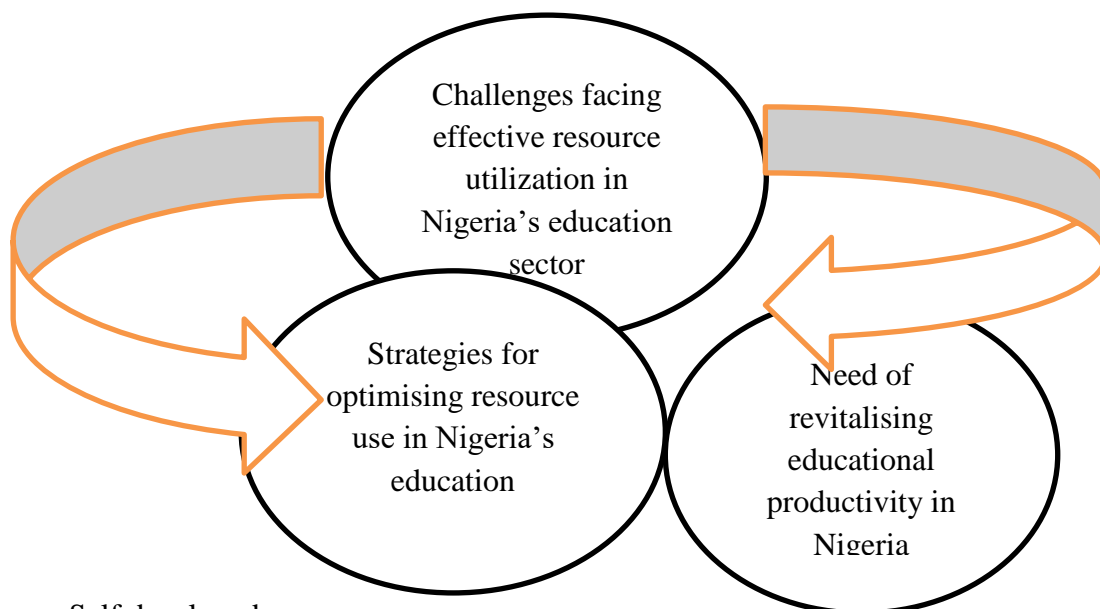 Challenges facing
effective resource
utilization in
Nigeria’s education
sector
Strategies for
optimising resource
use in Nigeria’s
education
Need of
revitalising
educational
productivity in
Nigeria